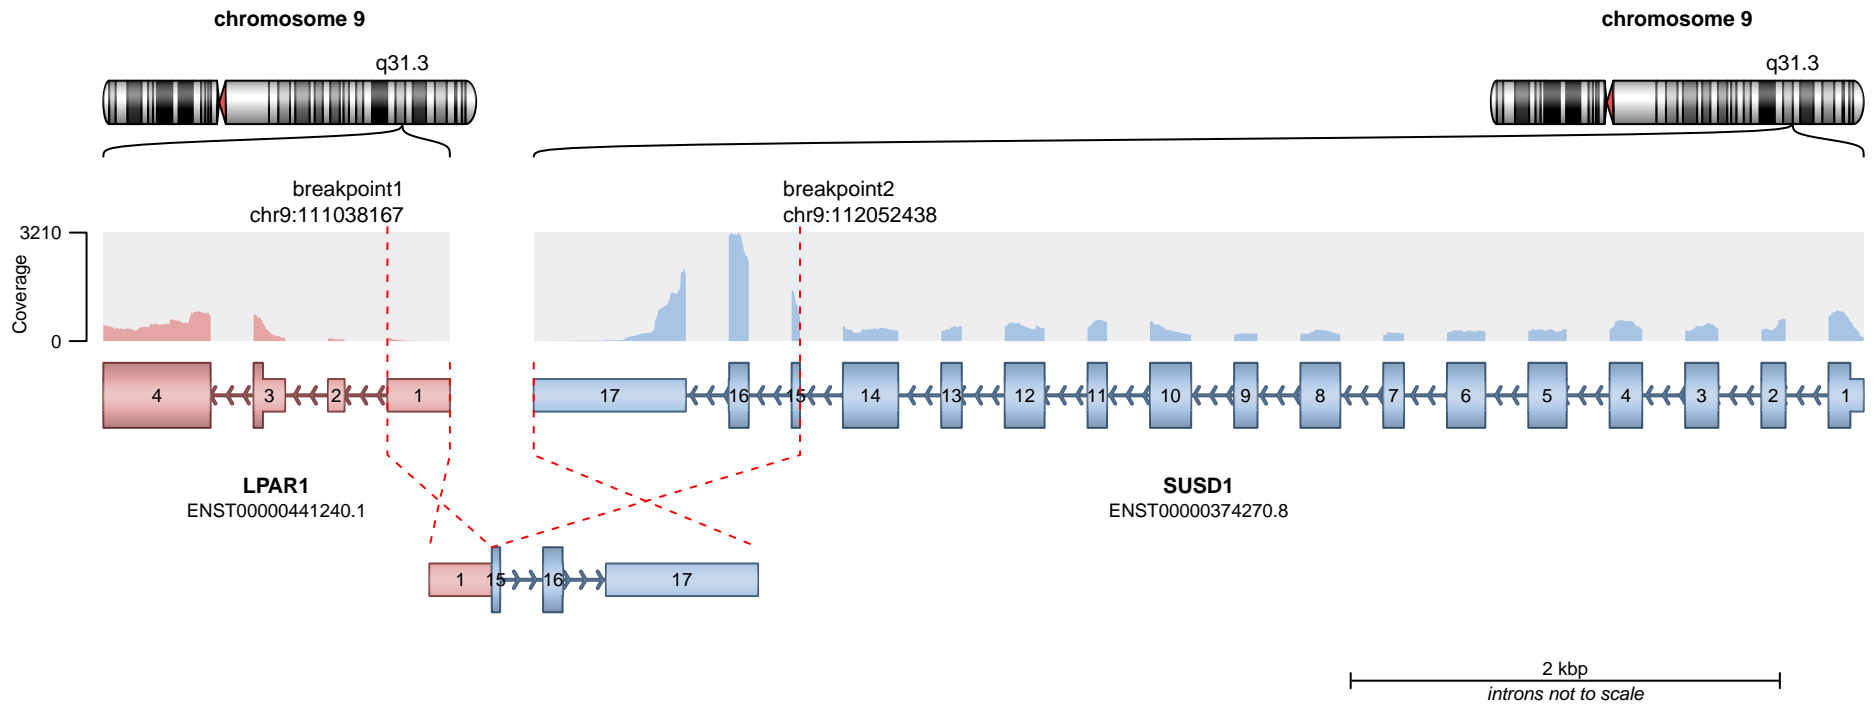 chromosome 9
chromosome 9
q31.3
q31.3
breakpoint1
chr9:111038167
breakpoint2
chr9:112052438
3210
0
Coverage
4 3 2 1
17 16 15 14 13 12 11 10 9 8 7 6 5 4 3 2 1
LPAR1
ENST00000441240.1
SUSD1
ENST00000374270.8
1 15 16 17
2 kbp
introns not to scale